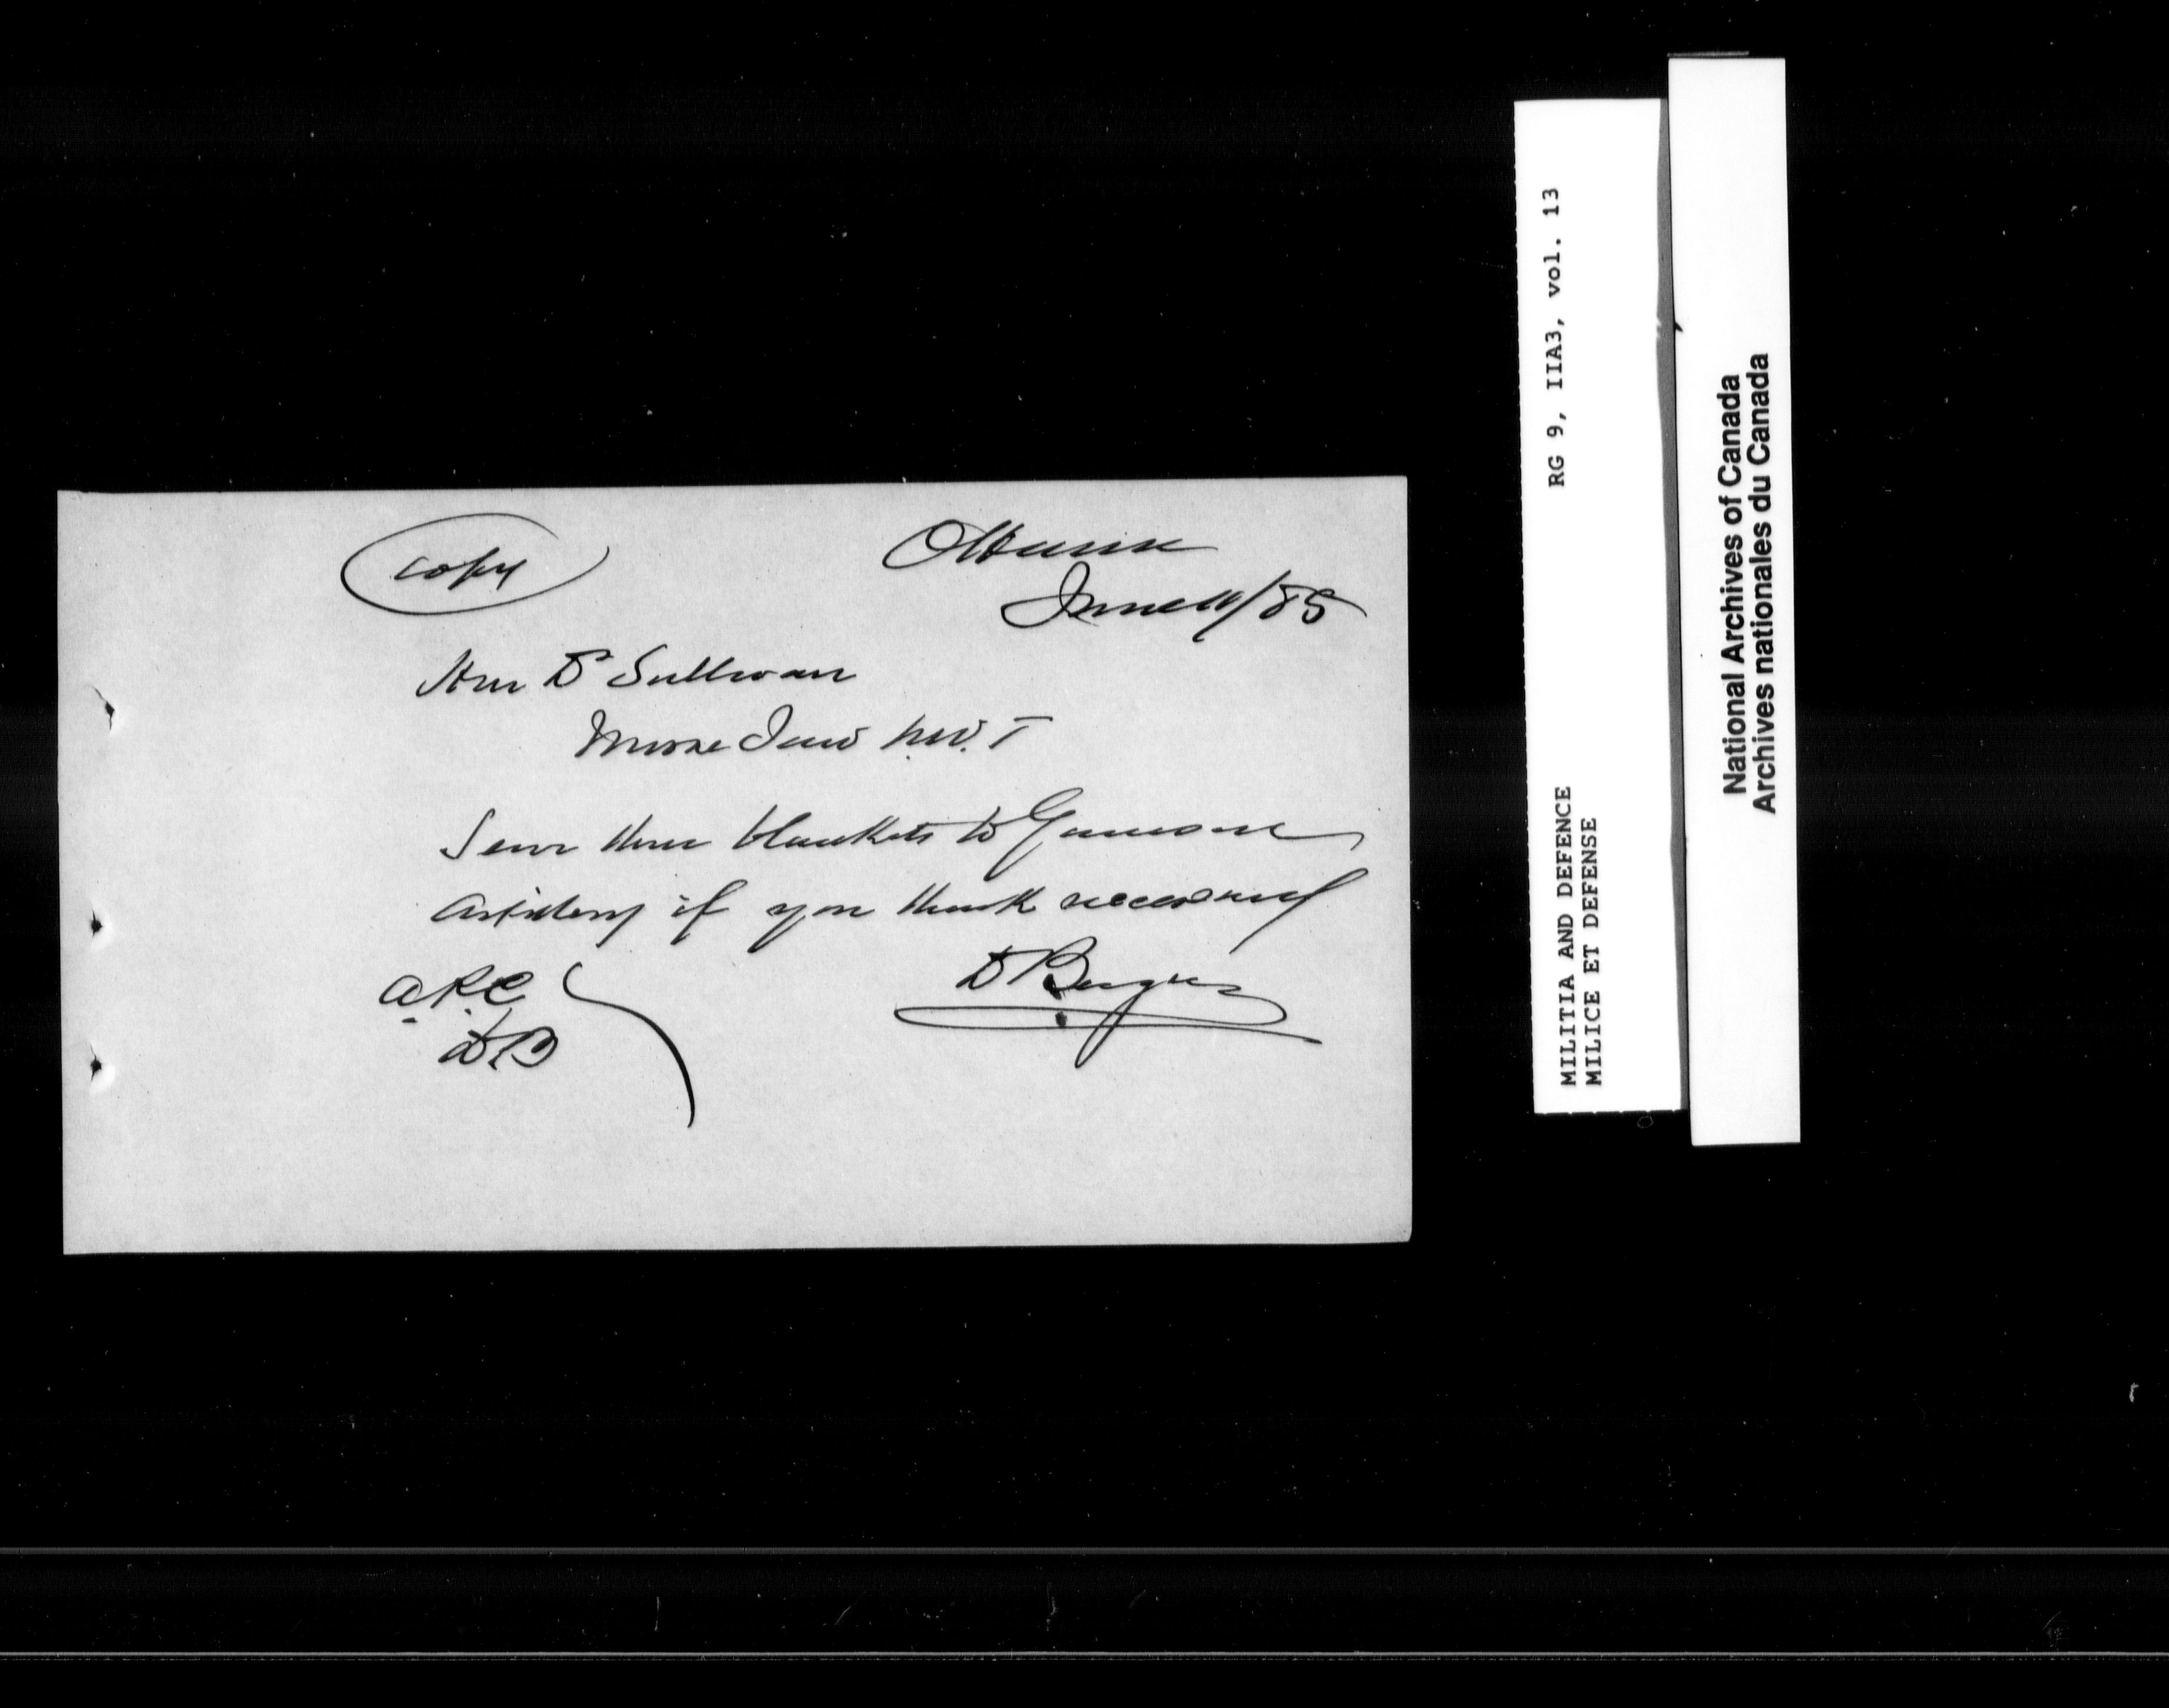 copy
Ottawa
June 11/85
Hon Dr Sullivan
Moose Jaw N.W.T
Send three blankets to Garrison
Artillery if you think necessary
D Bergin
D.B
RG 9, IIA3, vol. 13
MILITIA AND DEFENCE
MILICE ET DEFENSE
National Archives of Canada
Archives nationales du Canada